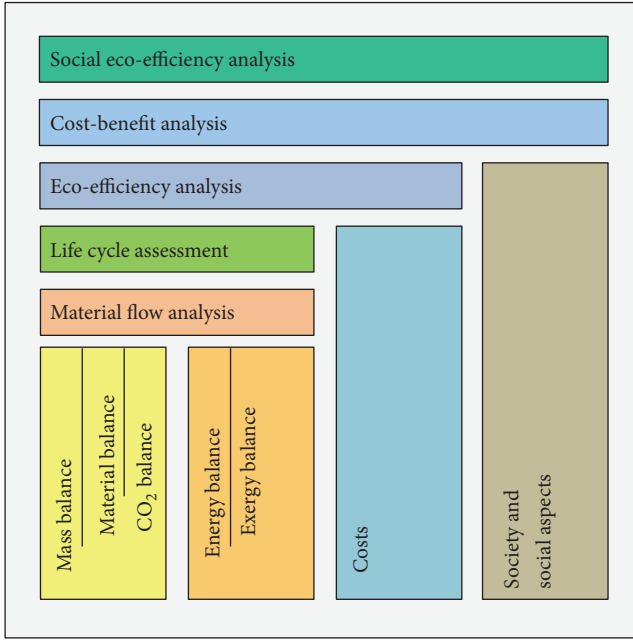 Social eco-efficiency analysis
Cost-benefit analysis
Eco-efficiency analysis
Life cycle assessment
Material flow analysis
Mass balance
Material balance
CO₂ balance
Energy balance
Exergy balance
Costs
Society and
social aspects